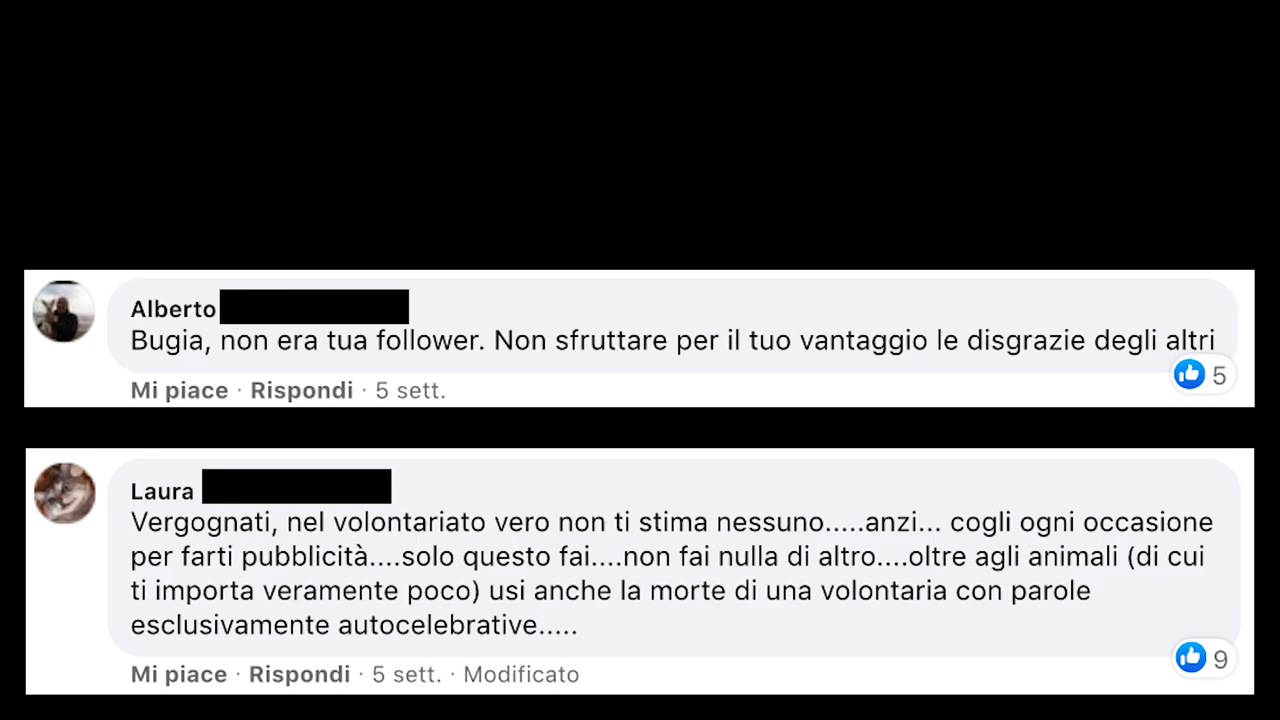 Alberto
Bugia, non era tua follower. Non sfruttare per il tuo vantaggio le disgrazie degli altri
5
Mi piace · Rispondi · 5 sett.
Laura
Vergognati, nel volontariato vero non ti stima nessuno.....anzi... cogli ogni occasione
per farti pubblicità....solo questo fai....non fai nulla di altro....oltre agli animali (di cui
ti importa veramente poco) usi anche la morte di una volontaria con parole
esclusivamente autocelebrative.....
9
Mi piace · Rispondi · 5 sett. · Modificato